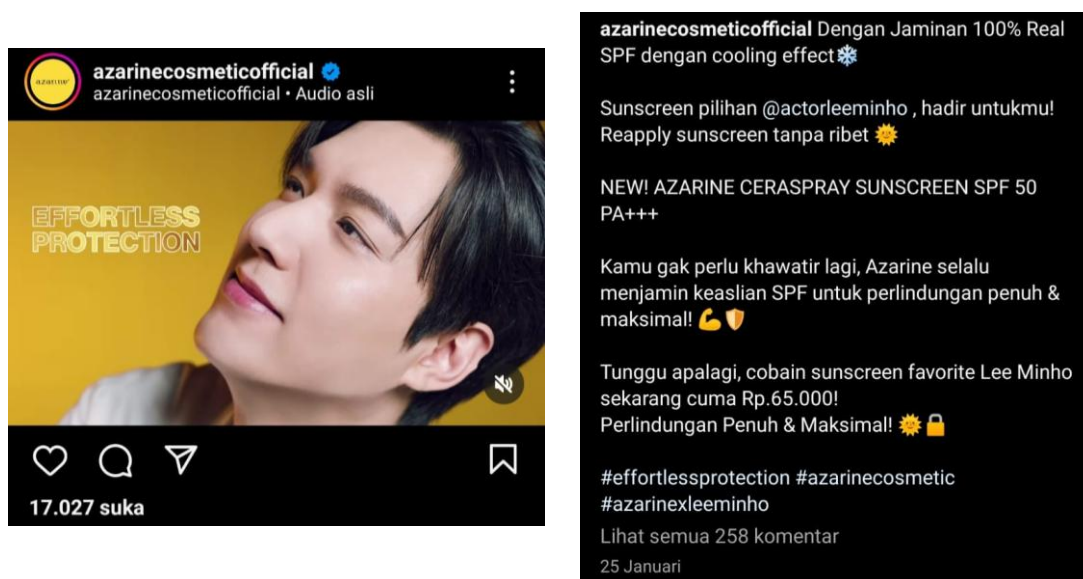 azarine
azarinecosmeticofficial
azarinecosmeticofficial • Audio asli
EFFORTLESS
PROTECTION
17.027 suka
azarinecosmeticofficial Dengan Jaminan 100% Real
SPF dengan cooling effect❄️
Sunscreen pilihan @actorleeminho , hadir untukmu!
Reapply sunscreen tanpa ribet 🌞
NEW! AZARINE CERASPRAY SUNSCREEN SPF 50
PA+++
Kamu gak perlu khawatir lagi, Azarine selalu
menjamin keaslian SPF untuk perlindungan penuh &
maksimal! 💪🛡️
Tunggu apalagi, cobain sunscreen favorite Lee Minho
sekarang cuma Rp.65.000!
Perlindungan Penuh & Maksimal! 🌞🔒
#effortlessprotection #azarinecosmetic
#azarinexleeminho
Lihat semua 258 komentar
25 Januari